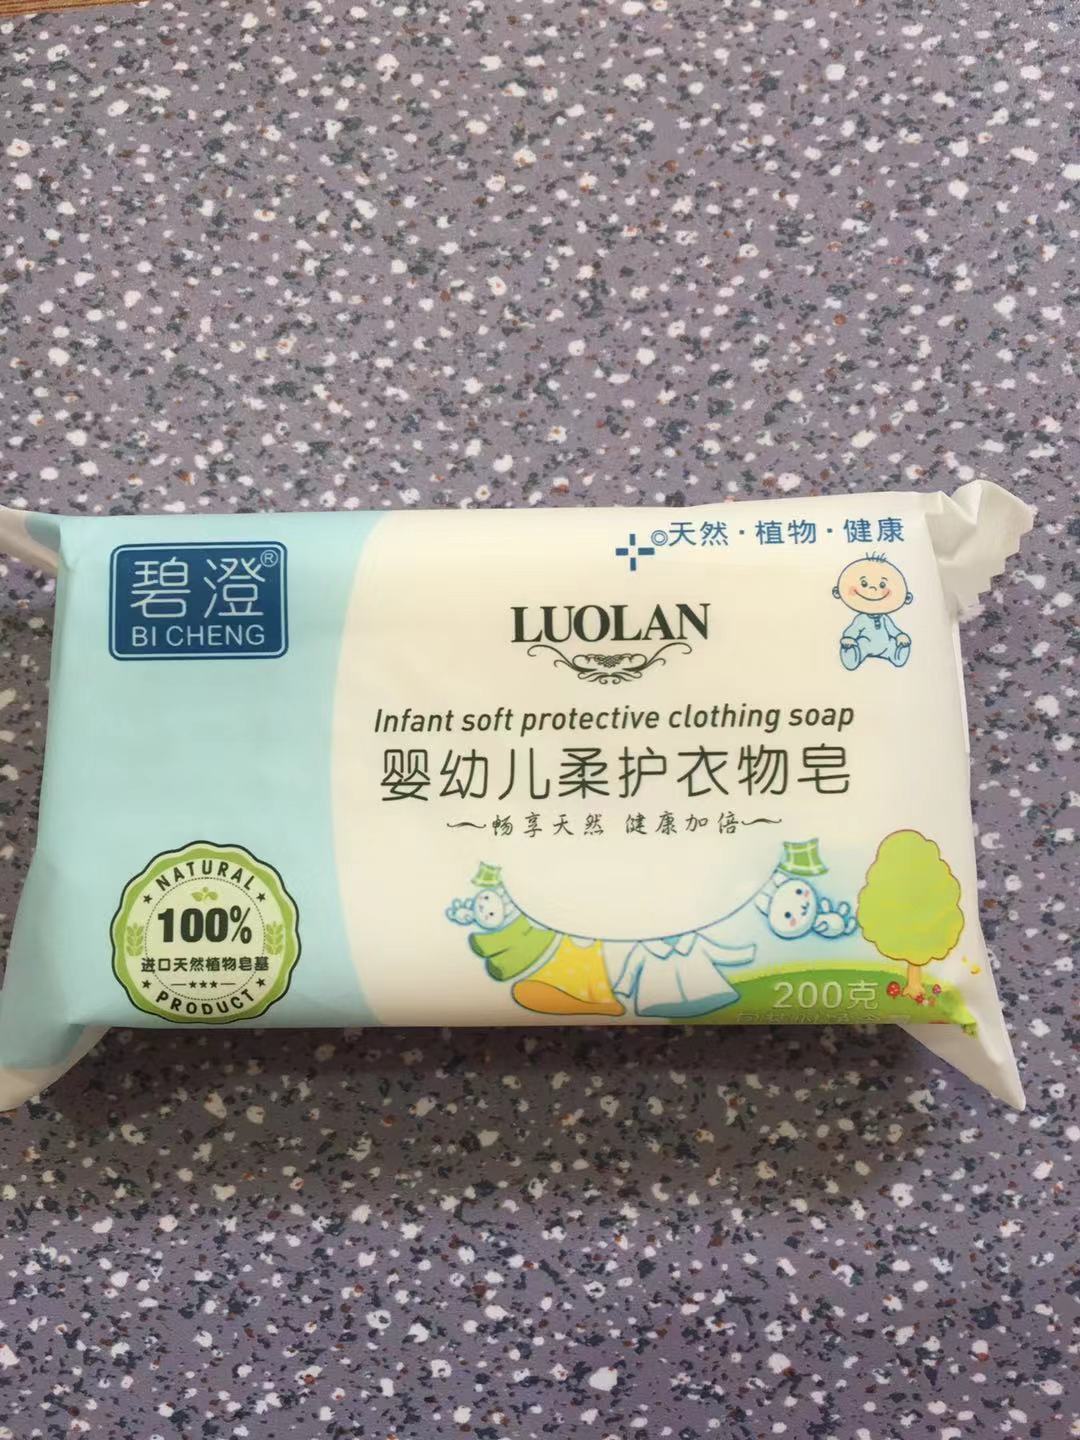 碧澄®
BI CHENG
天然·植物·健康
LUOLAN
Infant soft protective clothing soap
婴幼儿柔护衣物皂
畅享天然 健康加倍
NATURAL
100%
进口天然植物皂基
PRODUCT
200克